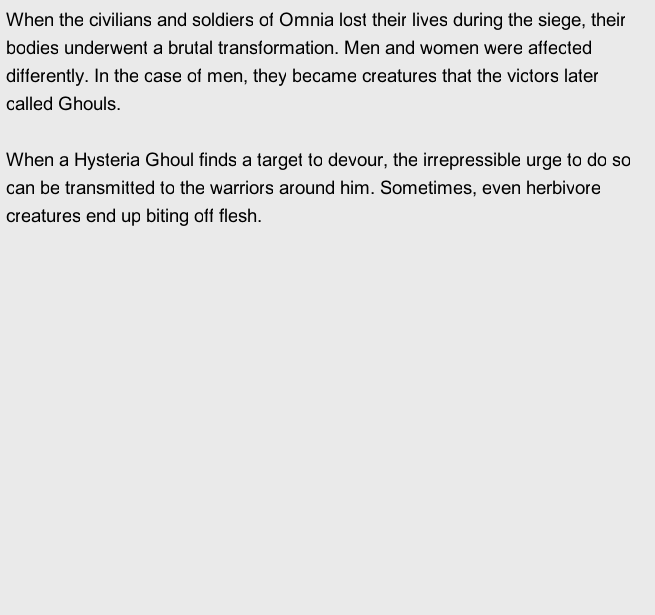 When the civilians and soldiers of Omnia lost their lives during the siege, their
bodies underwent a brutal transformation. Men and women were affected
differently. In the case of men, they became creatures that the victors later
called Ghouls.

When a Hysteria Ghoul finds a target to devour, the irrepressible urge to do so
can be transmitted to the warriors around him. Sometimes, even herbivore
creatures end up biting off flesh.